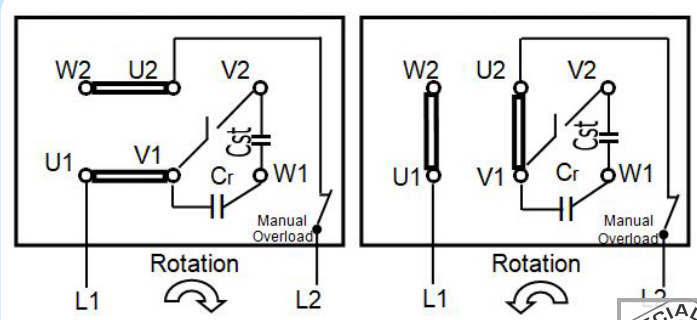 W2 U2 V2
U1 V1 Cst
Cr W1
Manual
Overload
Rotation
L1 L2
W2 U2 V2
U1 V1 Cst
Cr W1
Manual
Overload
Rotation
L1 L2